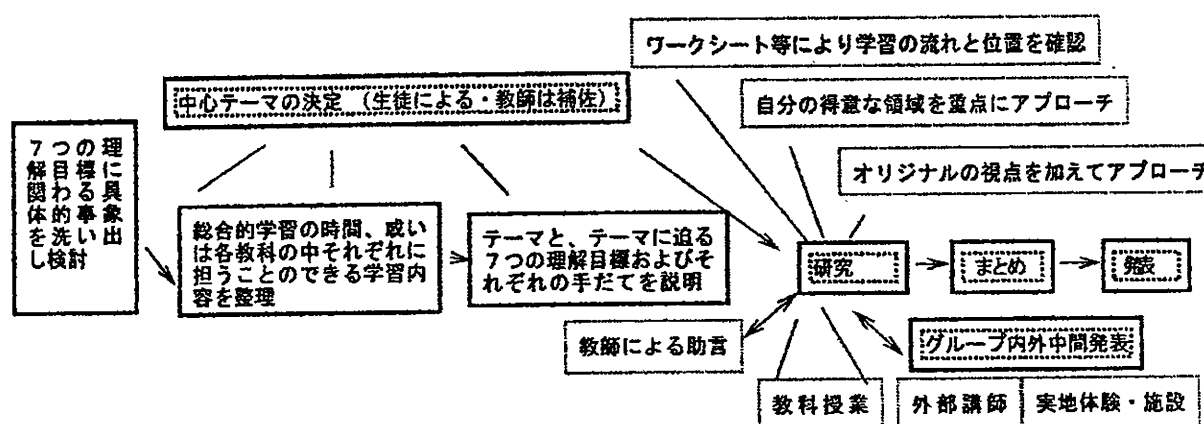 ワークシート等により学習の流れと位置を確認
中心テーマの決定 (生徒による・教師は補佐)
自分の得意な領域を重点にアプローチ
オリジナルの視点を加えてアプローチ
7つの理
解目標に
関わる具
体的事象
を洗い出
し検討
総合的学習の時間、或い
は各教科の中それぞれに
担うことのできる学習内
容を整理
テーマと、テーマに迫る
7つの理解目標およびそ
れぞれの手だてを説明
研究
まとめ
発表
教師による助言
グループ内外中間発表
教科授業
外部講師
実地体験・施設